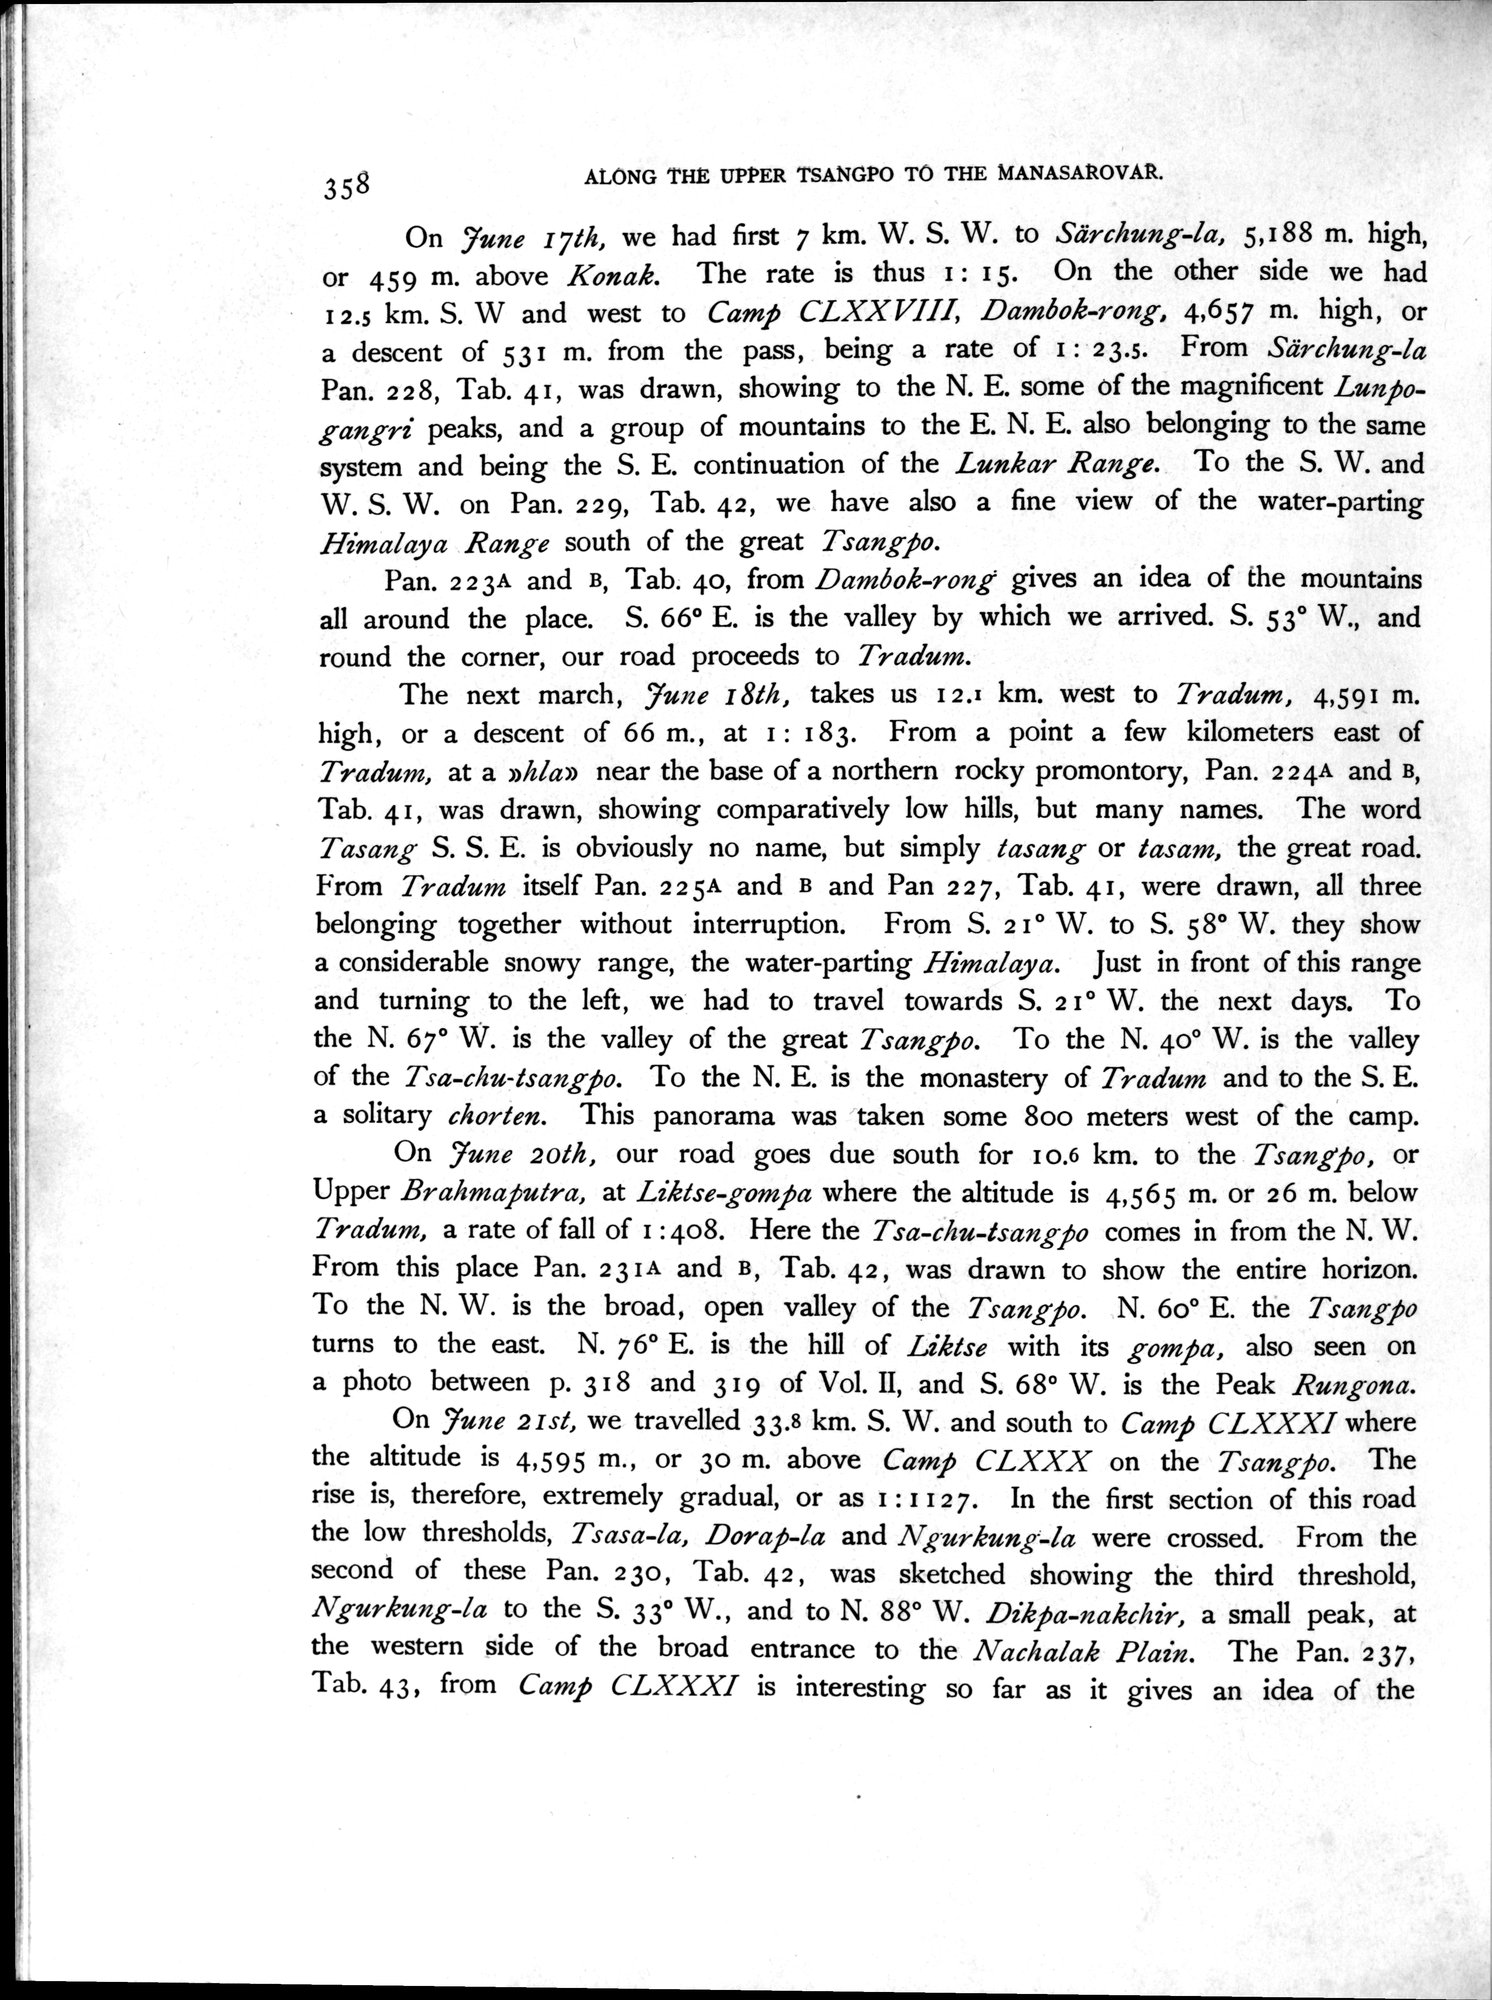 358
ALONG THE UPPER TSANGPO TO THE MANASAROVAR.
On June 17th, we had first 7 km. W. S. W. to Särchung-la, 5,188 m. high,
or 459 m. above Konak. The rate is thus 1: 15. On the other side we had
12.5 km. S. W and west to Camp CLXXVIII, Dambok-rong, 4,657 m. high, or
a descent of 531 m. from the pass, being a rate of 1: 23.5. From Särchung-la
Pan. 228, Tab. 41, was drawn, showing to the N. E. some of the magnificent Lunpo-
gangri peaks, and a group of mountains to the E. N. E. also belonging to the same
system and being the S. E. continuation of the Lunkar Range. To the S. W. and
W. S. W. on Pan. 229, Tab. 42, we have also a fine view of the water-parting
Himalaya Range south of the great Tsangpo.
Pan. 223A and B, Tab. 40, from Dambok-rong gives an idea of the mountains
all around the place. S. 66° E. is the valley by which we arrived. S. 53° W., and
round the corner, our road proceeds to Tradum.
The next march, June 18th, takes us 12.1 km. west to Tradum, 4,591 m.
high, or a descent of 66 m., at 1: 183. From a point a few kilometers east of
Tradum, at a »hla» near the base of a northern rocky promontory, Pan. 224A and B,
Tab. 41, was drawn, showing comparatively low hills, but many names. The word
Tasang S. S. E. is obviously no name, but simply tasang or tasam, the great road.
From Tradum itself Pan. 225A and B and Pan 227, Tab. 41, were drawn, all three
belonging together without interruption. From S. 21° W. to S. 58° W. they show
a considerable snowy range, the water-parting Himalaya. Just in front of this range
and turning to the left, we had to travel towards S. 21° W. the next days. To
the N. 67° W. is the valley of the great Tsangpo. To the N. 40° W. is the valley
of the Tsa-chu-tsangpo. To the N. E. is the monastery of Tradum and to the S. E.
a solitary chorten. This panorama was taken some 800 meters west of the camp.
On June 20th, our road goes due south for 10.6 km. to the Tsangpo, or
Upper Brahmaputra, at Liktse-gompa where the altitude is 4,565 m. or 26 m. below
Tradum, a rate of fall of 1:408. Here the Tsa-chu-tsangpo comes in from the N. W.
From this place Pan. 231A and B, Tab. 42, was drawn to show the entire horizon.
To the N. W. is the broad, open valley of the Tsangpo. N. 60° E. the Tsangpo
turns to the east. N. 76° E. is the hill of Liktse with its gompa, also seen on
a photo between p. 318 and 319 of Vol. II, and S. 68° W. is the Peak Rungona.
On June 21st, we travelled 33.8 km. S. W. and south to Camp CLXXXI where
the altitude is 4,595 m., or 30 m. above Camp CLXXX on the Tsangpo. The
rise is, therefore, extremely gradual, or as 1:1127. In the first section of this road
the low thresholds, Tsasa-la, Dorap-la and Ngurkung-la were crossed. From the
second of these Pan. 230, Tab. 42, was sketched showing the third threshold,
Ngurkung-la to the S. 33° W., and to N. 88° W. Dikpa-nakchir, a small peak, at
the western side of the broad entrance to the Nachalak Plain. The Pan. 237,
Tab. 43, from Camp CLXXXI is interesting so far as it gives an idea of the